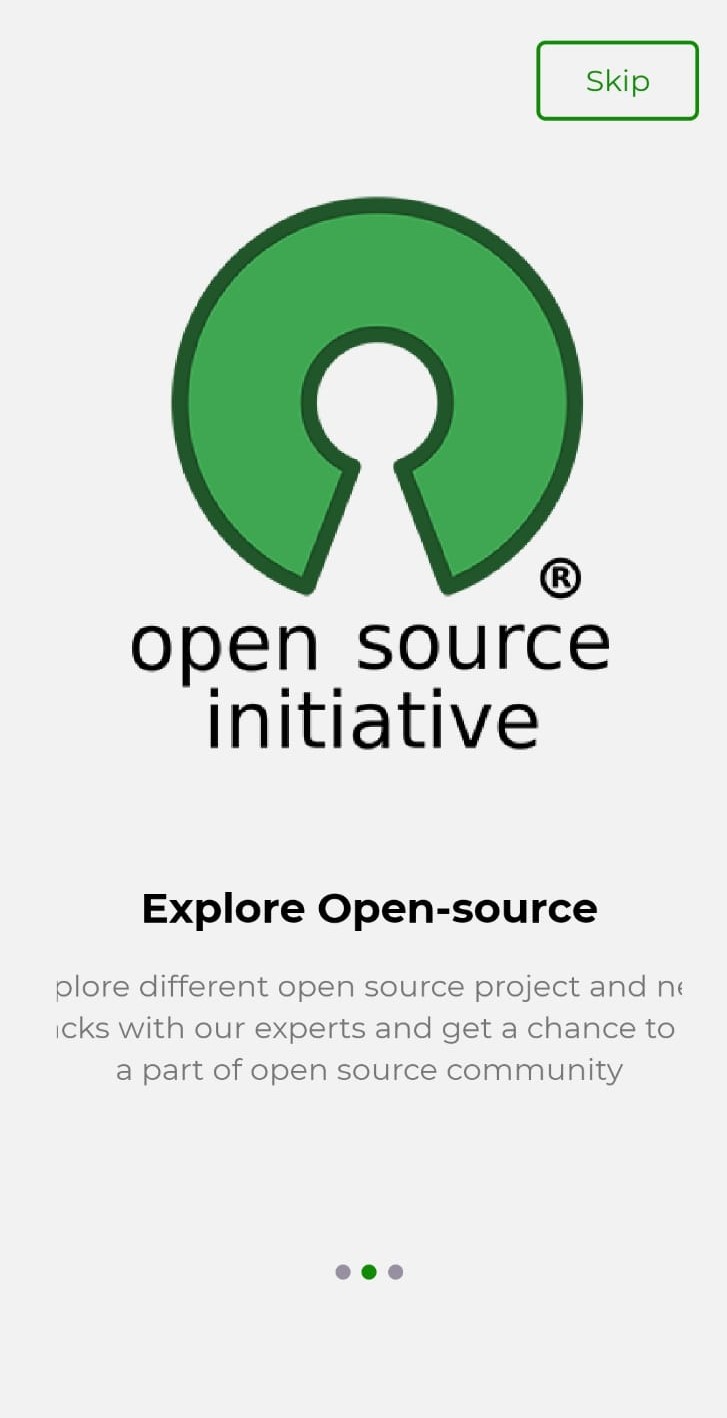 Skip
®
open source
initiative
Explore Open-source
different open source project and
with our experts and get a chance to
a part of open source community